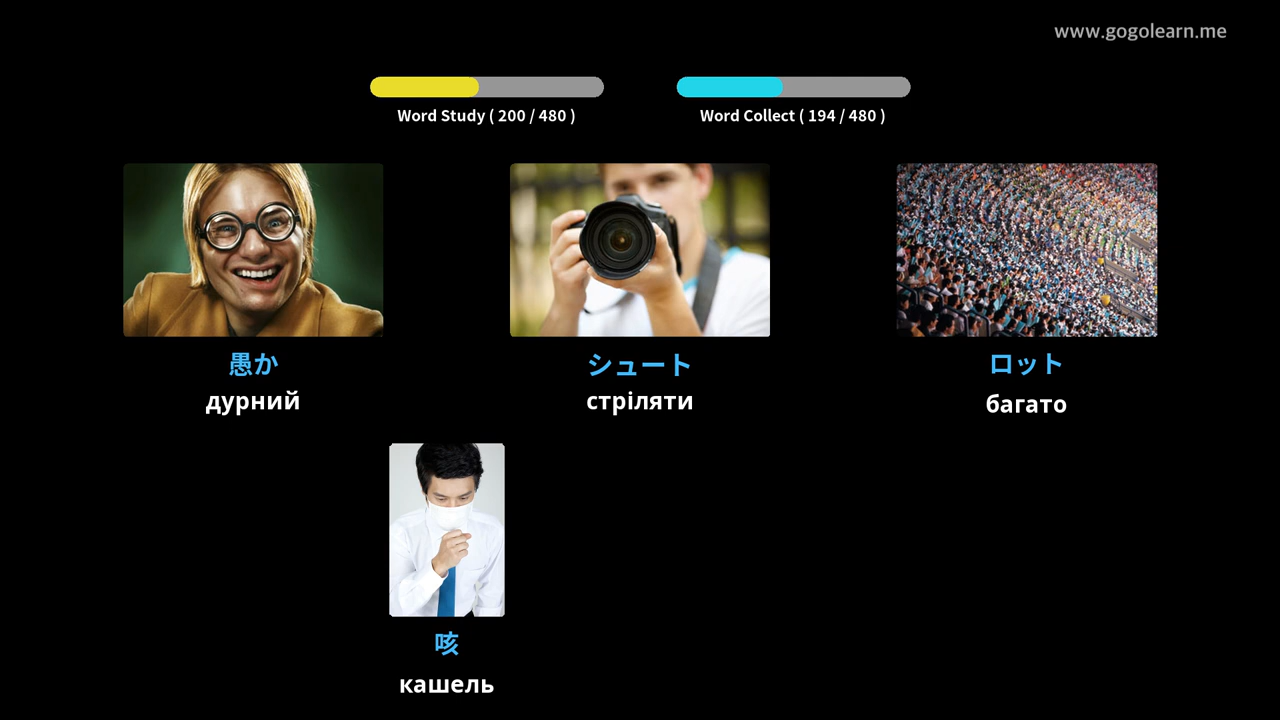 www.gogolearn.me
Word Study ( 200 / 480 )
Word Collect ( 194 / 480 )
愚か
дурний
シュート
стріляти
ロット
багато
咳
кашель